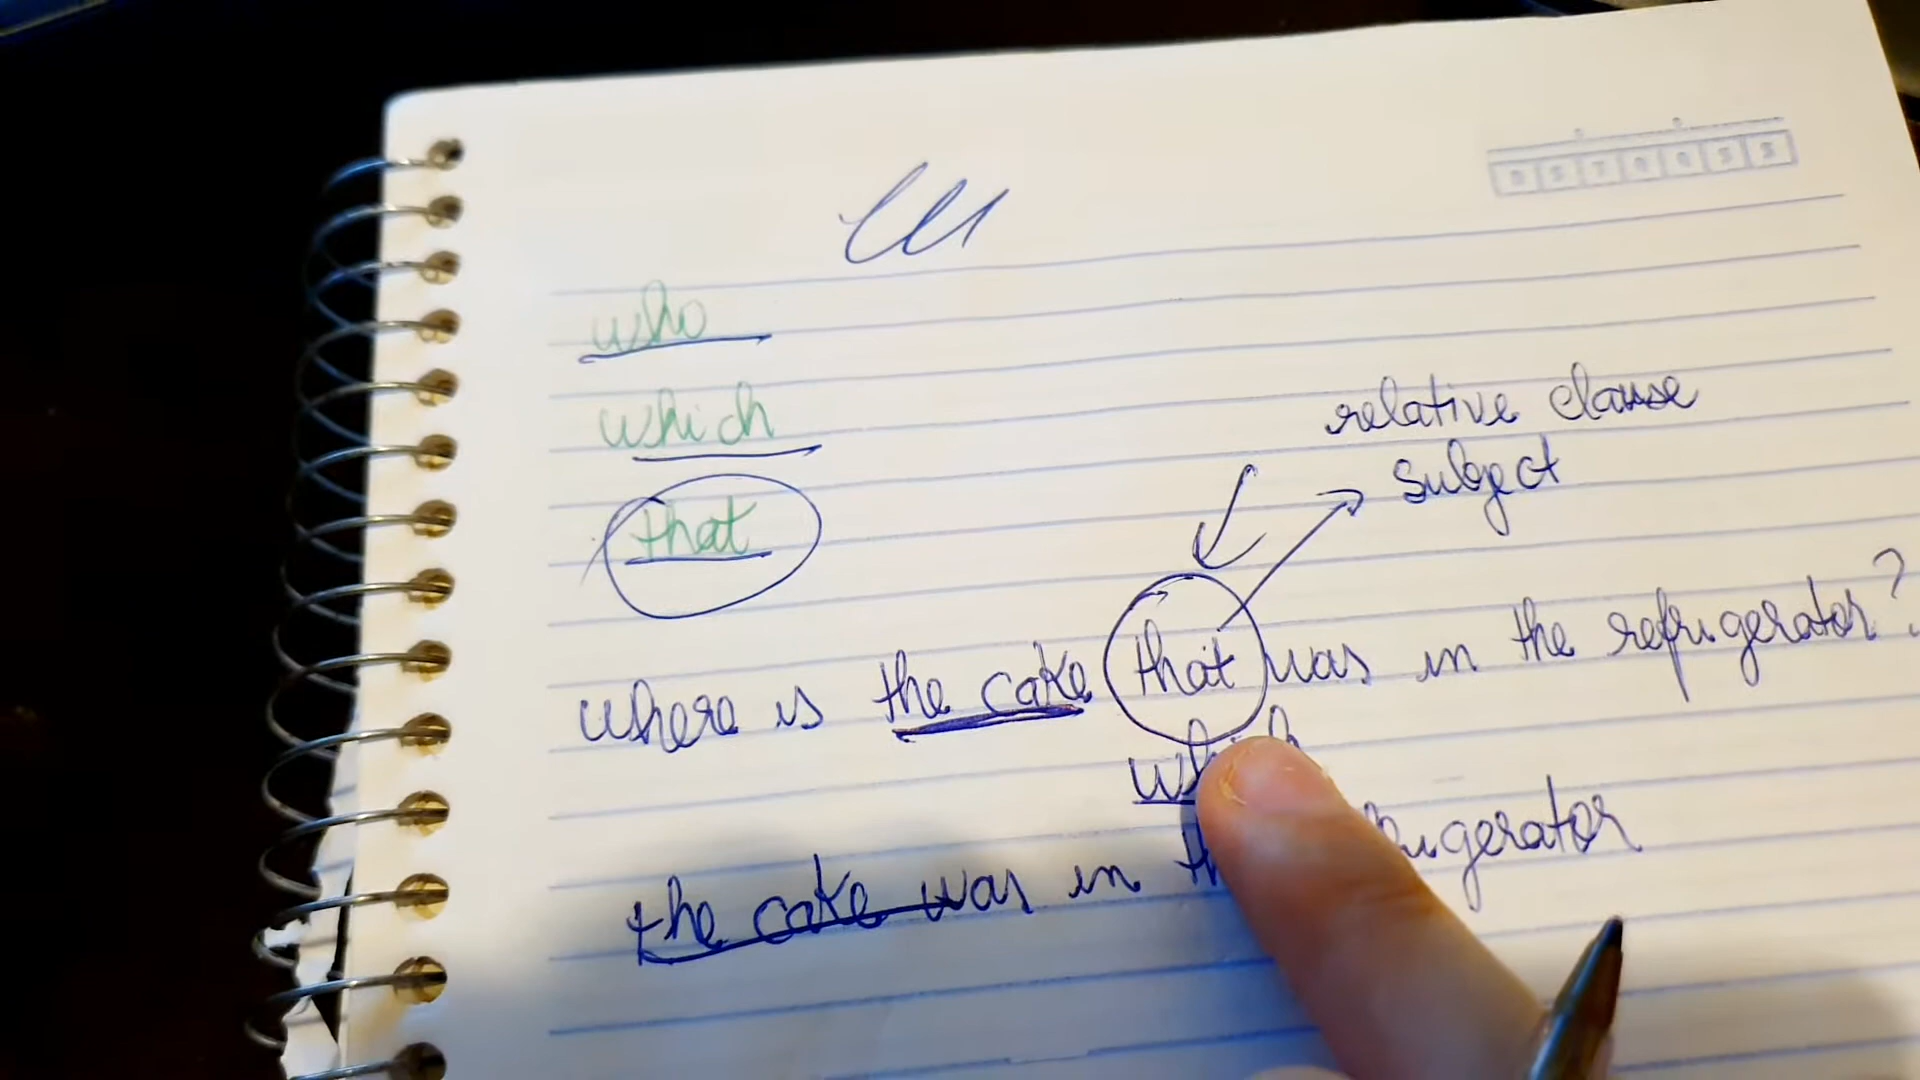 who
which
that
relative clause
subject
where is the cake that was in the refrigerator?
the cake was in